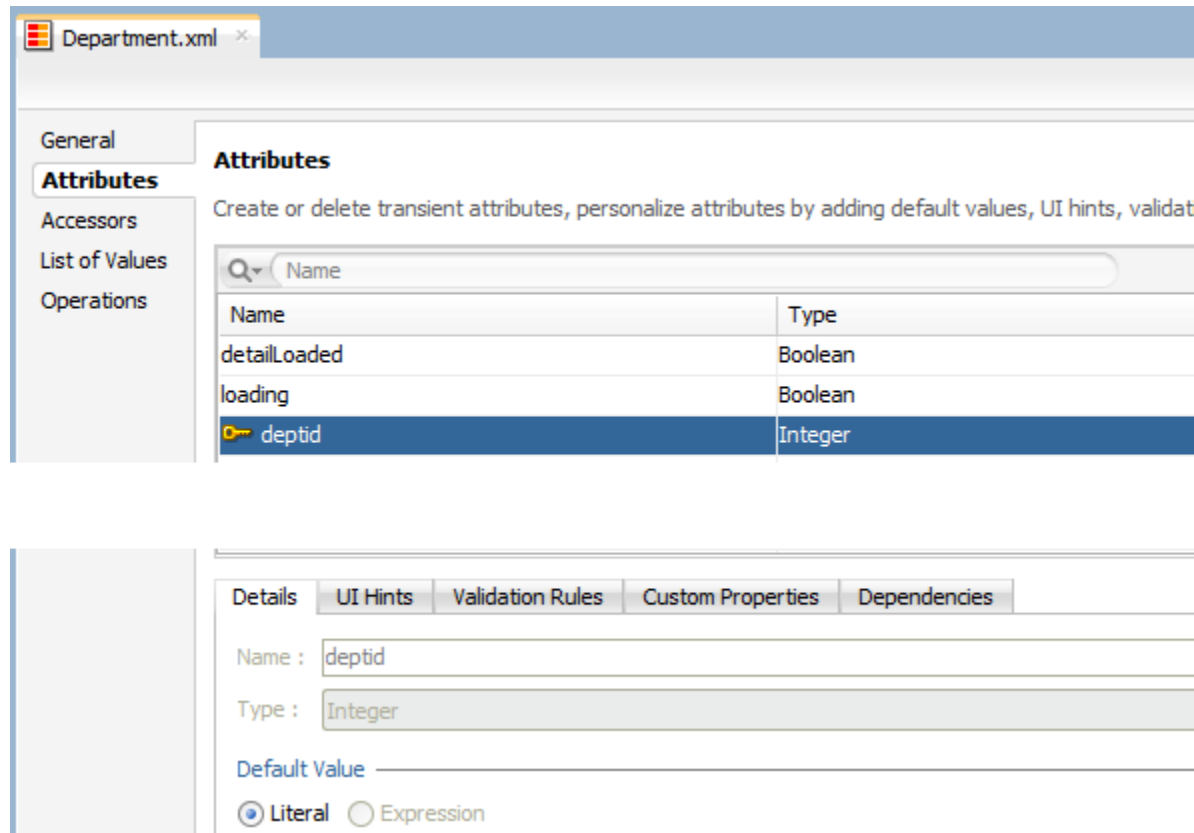 Department.xml
General
Attributes
Accessors
List of Values
Operations
Attributes
Create or delete transient attributes, personalize attributes by adding default values, UI hints,
Name
Name Type
detailLoaded Boolean
loading Boolean
deptid Integer
Details UI Hints Validation Rules Custom Properties Dependencies
Name : deptid
Type : Integer
Default Value
Literal Expression